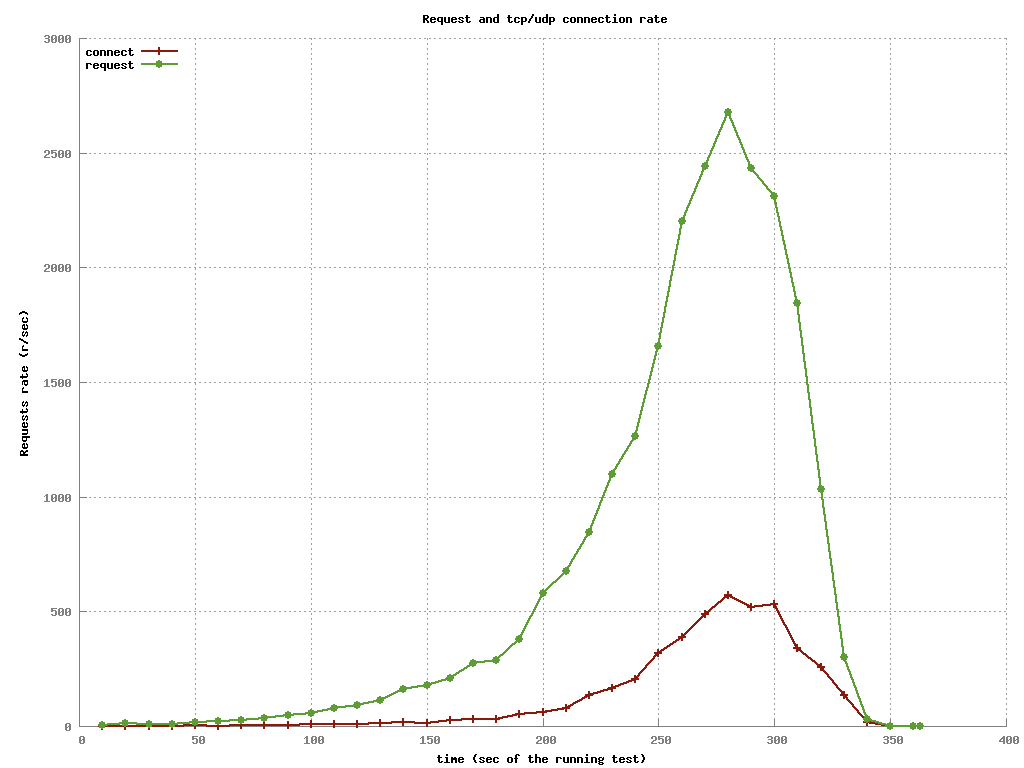 Request and tcp/udp connection rate
connect
request
3000
2500
2000
1500
1000
500
0
Requests rate (r/sec)
0 50 100 150 200 250 300 350 400
time (sec of the running test)